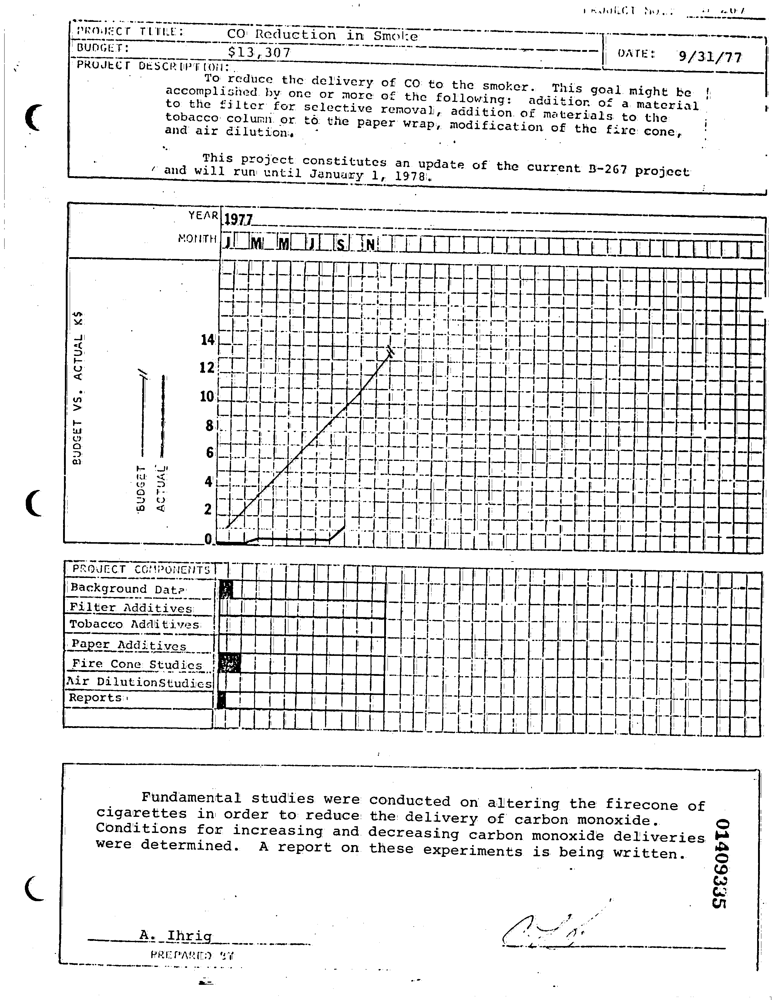 PROJECT NO.: B 267
PROJECT TITLE: CO Reduction in Smoke
BUDGET: $13,307
DATE: 9/31/77
PROJECT DESCRIPTION:
To reduce the delivery of CO to the smoker. This goal might be
accomplished by one or more of the following: addition of a material
to the filter for selective removal, addition of materials to the
tobacco column or to the paper wrap, modification of the fire cone,
and air dilution.
This project constitutes an update of the current B-267 project
and will run until January 1, 1978.
YEAR 1977
MONTH J M M J S N
BUDGET VS. ACTUAL K$
BUDGET
ACTUAL
14
12
10
8
6
4
2
0
PROJECT COMPONENTS
Background Data
Filter Additives
Tobacco Additives
Paper Additives
Fire Cone Studies
Air DilutionStudies
Reports
Fundamental studies were conducted on altering the firecone of
cigarettes in order to reduce the delivery of carbon monoxide.
Conditions for increasing and decreasing carbon monoxide deliveries
were determined. A report on these experiments is being written.
01409335
A. Ihrig
PREPARED BY